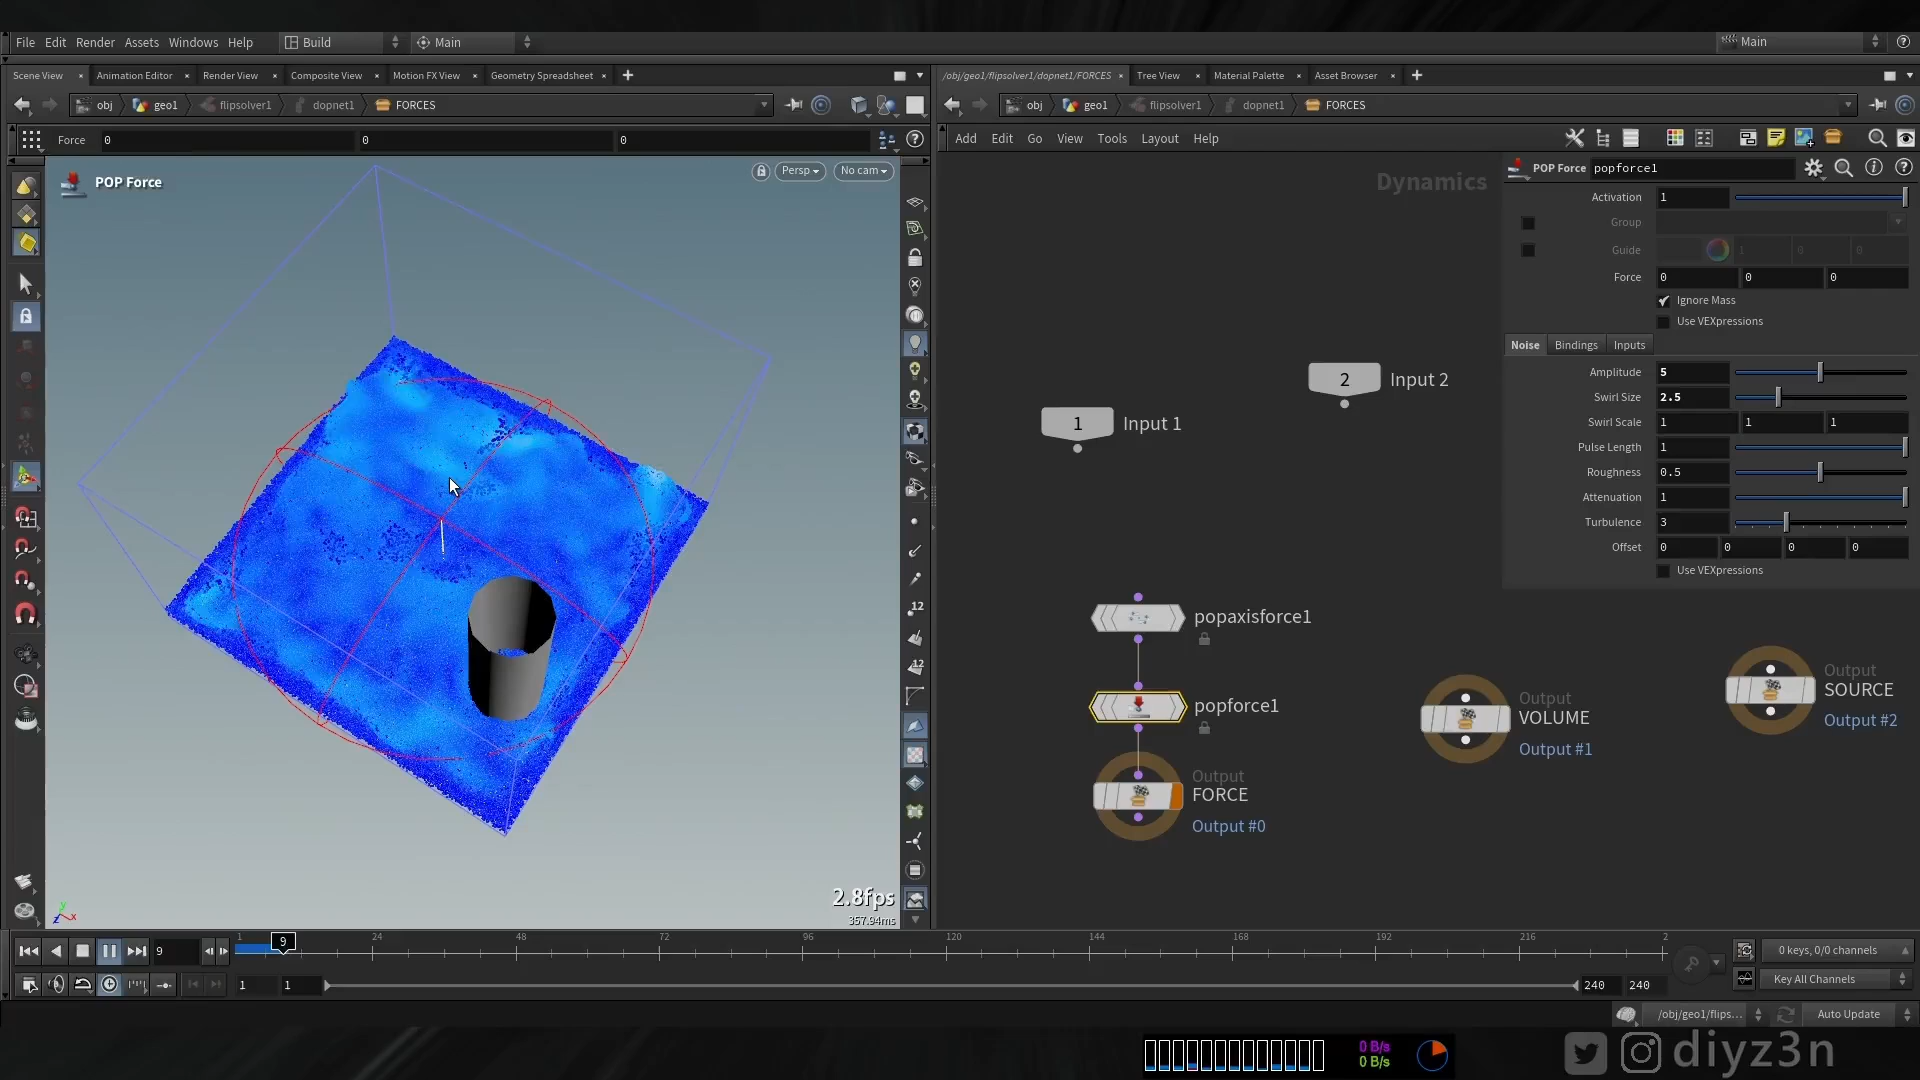 File Edit Render Assets Windows Help Build Main Main
Scene View Animation Editor Render View Composite View Motion FX View Geometry Spreadsheet
/obj/geo1/flipsolver1/dopnet1/FORCES Tree View Material Palette Asset Browser
obj geo1 flipsolver1 dopnet1 FORCES
obj geo1 flipsolver1 dopnet1 FORCES
Force 0 0 0
Add Edit Go View Tools Layout Help
POP Force
Persp No cam
Dynamics
POP Force popforce1
Activation 1
Group
Guide 1 0 0
Force 0 0 0
Ignore Mass
Use VEXpressions
Noise Bindings Inputs
Amplitude 5
Swirl Size 2.5
Swirl Scale 1 1 1
Pulse Length 1
Roughness 0.5
Attenuation 1
Turbulence 3
Offset 0 0 0 0
Use VEXpressions
1 Input 1
2 Input 2
popaxisforce1
popforce1
Output
FORCE
Output #0
Output
VOLUME
Output #1
Output
SOURCE
Output #2
12
12
2.8fps
357.94ms
9 1 9 24 48 72 96 120 144 168 192 216 2
0 keys, 0/0 channels
1 1 240 240
Key All Channels
/obj/geo1/flips... Auto Update
0 B/s
0 B/s
diyz3n